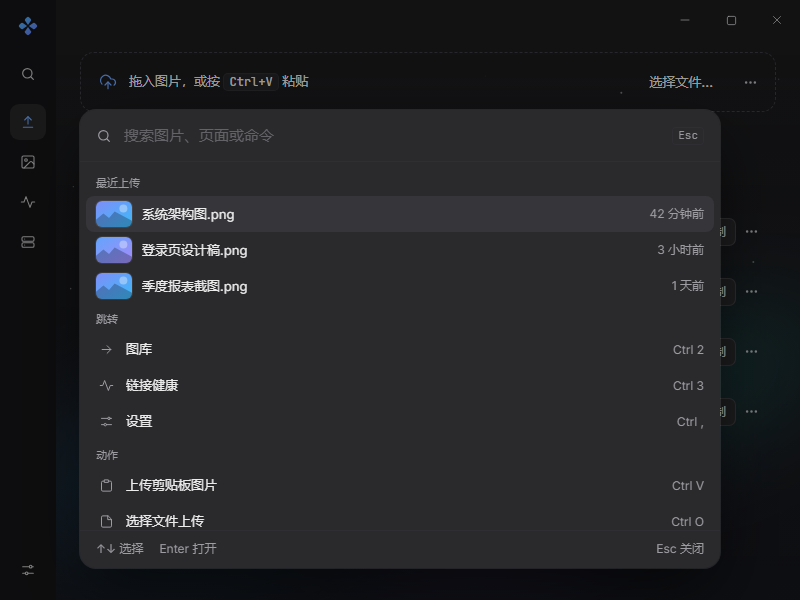 拖入图片，或按 Ctrl+V 粘贴
选择文件...
搜索图片、页面或命令
Esc
最近上传
系统架构图.png
42 分钟前
登录页设计稿.png
3 小时前
季度报表截图.png
1 天前
跳转
图库
Ctrl 2
链接健康
Ctrl 3
设置
Ctrl ,
动作
上传剪贴板图片
Ctrl V
选择文件上传
Ctrl O
↑↓ 选择 Enter 打开
Esc 关闭
制
制
制
制